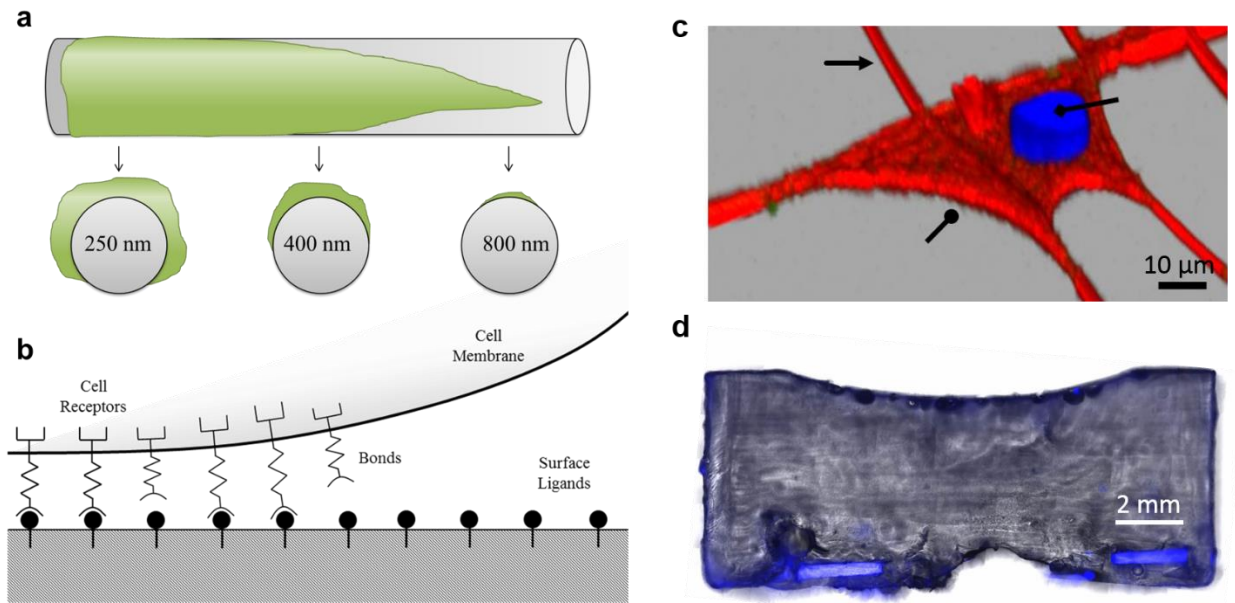 a
250 nm
400 nm
800 nm
b
Cell
Receptors
Cell
Membrane
Bonds
Surface
Ligands
c
10 µm
d
2 mm